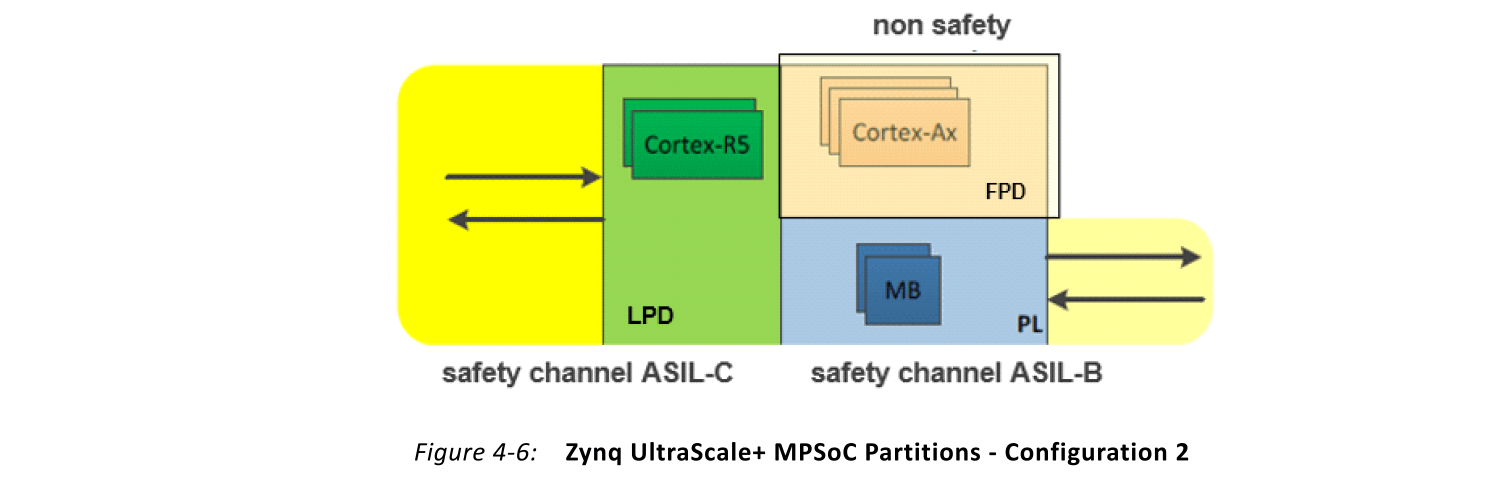 non safety
Cortex-R5
Cortex-Ax
FPD
MB
LPD
PL
safety channel ASIL-C
safety channel ASIL-B
Figure 4-6: Zynq UltraScale+ MPSoC Partitions - Configuration 2